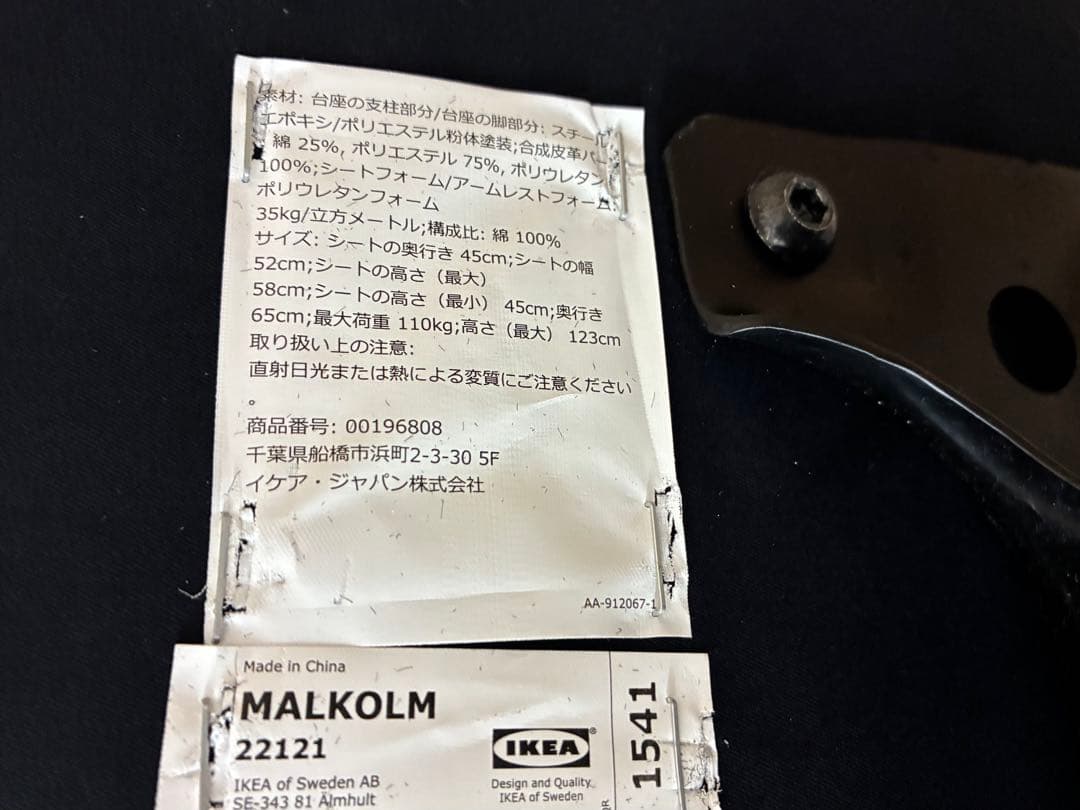 素材: 台座の支柱部分/台座の脚部分: スチール
エポキシ/ポリエステル粉体塗装;合成皮革パ
綿 25%, ポリエステル 75%, ポリウレタン
100%;シートフォーム/アームレストフォーム:
ポリウレタンフォーム
35kg/立方メートル;構成比: 綿 100%
サイズ: シートの奥行き 45cm;シートの幅
52cm;シートの高さ（最大）
58cm;シートの高さ（最小） 45cm;奥行き
65cm;最大荷重 110kg;高さ（最大） 123cm
取り扱い上の注意:
直射日光または熱による変質にご注意ください
。
商品番号: 00196808
千葉県船橋市浜町2-3-30 5F
イケア・ジャパン株式会社
AA-912067-1
Made in China
MALKOLM
22121
IKEA of Sweden AB
SE-343 81 Älmhult
IKEA®
Design and Quality
IKEA of Sweden
1541